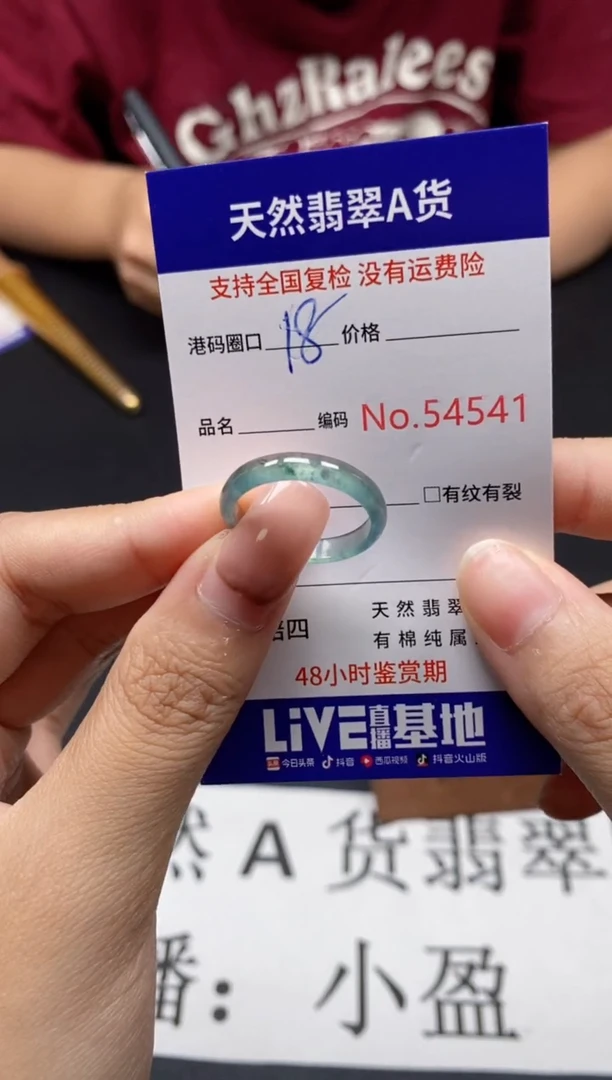 GhzRalees
天然翡翠A货
支持全国复检 没有运费险
港码圈口 18 价格
品名 编码 No.54541
□有纹有裂
天然翡翠
倍四 有棉纯属
48小时鉴赏期
LiVE直播基地
今日头条 抖音 西瓜视频 抖音火山版
然 A 货翡翠
播: 小盈